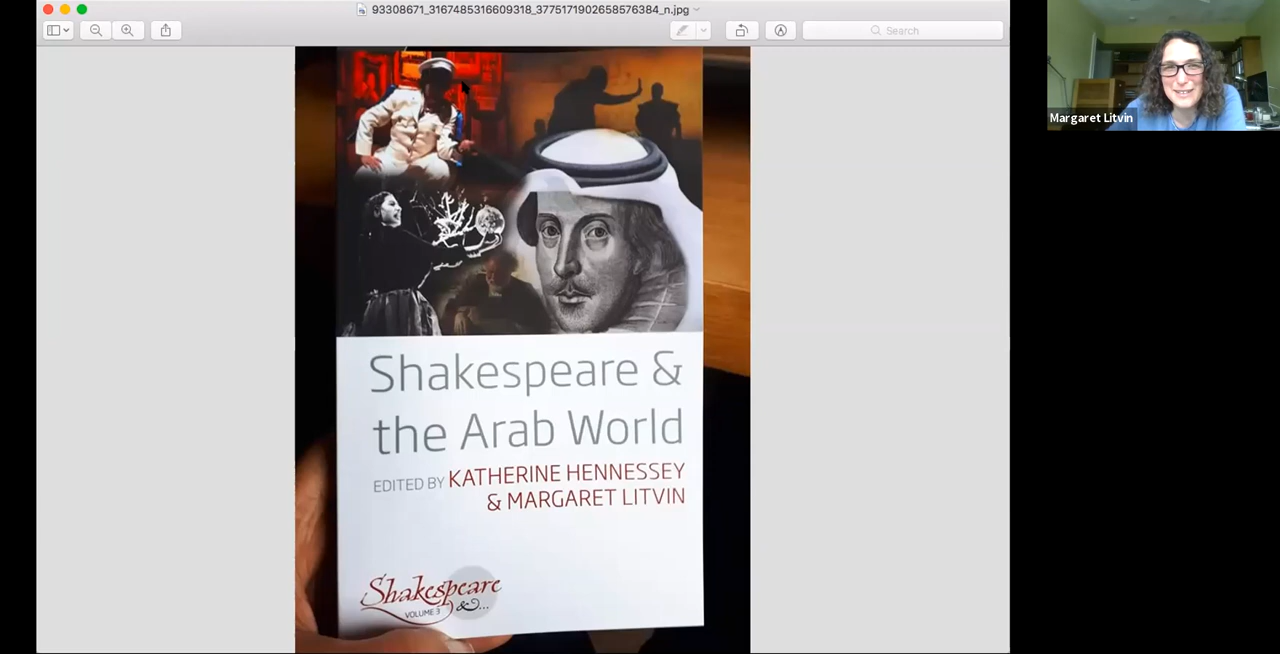 93308671_3167485316609318_3775171902658576384_n.jpg
Search
Margaret Litvin
Shakespeare &
the Arab World
EDITED BY KATHERINE HENNESSEY
& MARGARET LITVIN
Shakespeare
VOLUME 3 &...